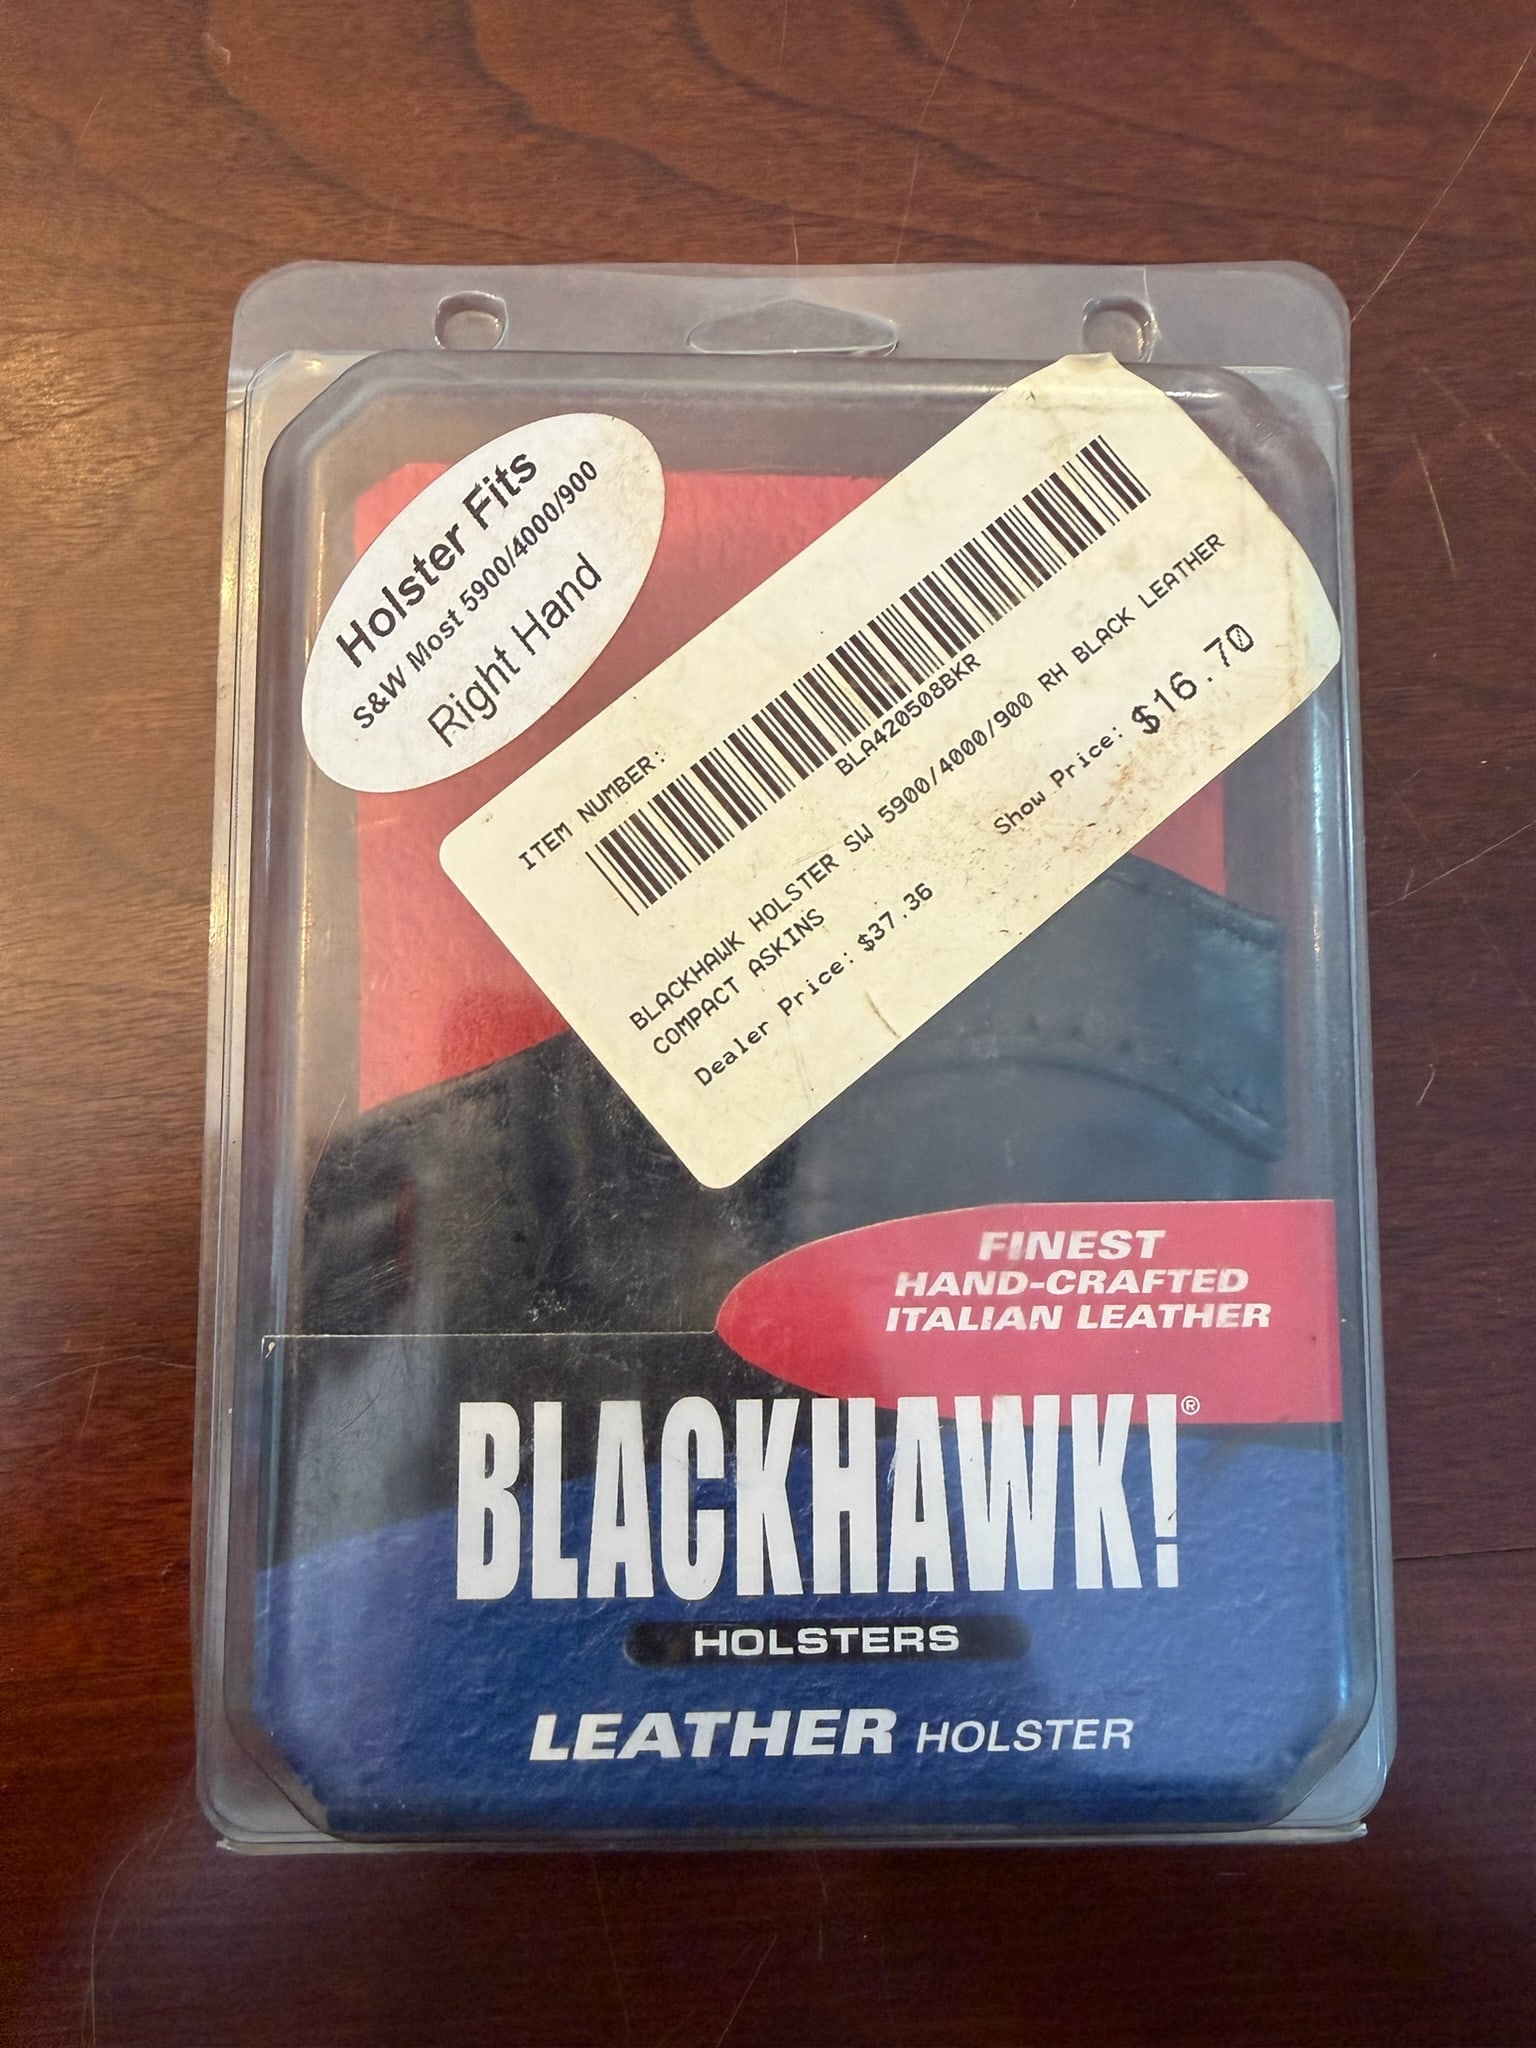 Holster Fits
S&W Most 5900/4000/900
Right Hand
ITEM NUMBER:
BLA420508BKR
BLACKHAWK HOLSTER SW 5900/4000/900 RH BLACK LEATHER
COMPACT ASKINS
Dealer Price: $37.36 Show Price: $16.70
FINEST
HAND-CRAFTED
ITALIAN LEATHER
BLACKHAWK!®
HOLSTERS
LEATHER HOLSTER